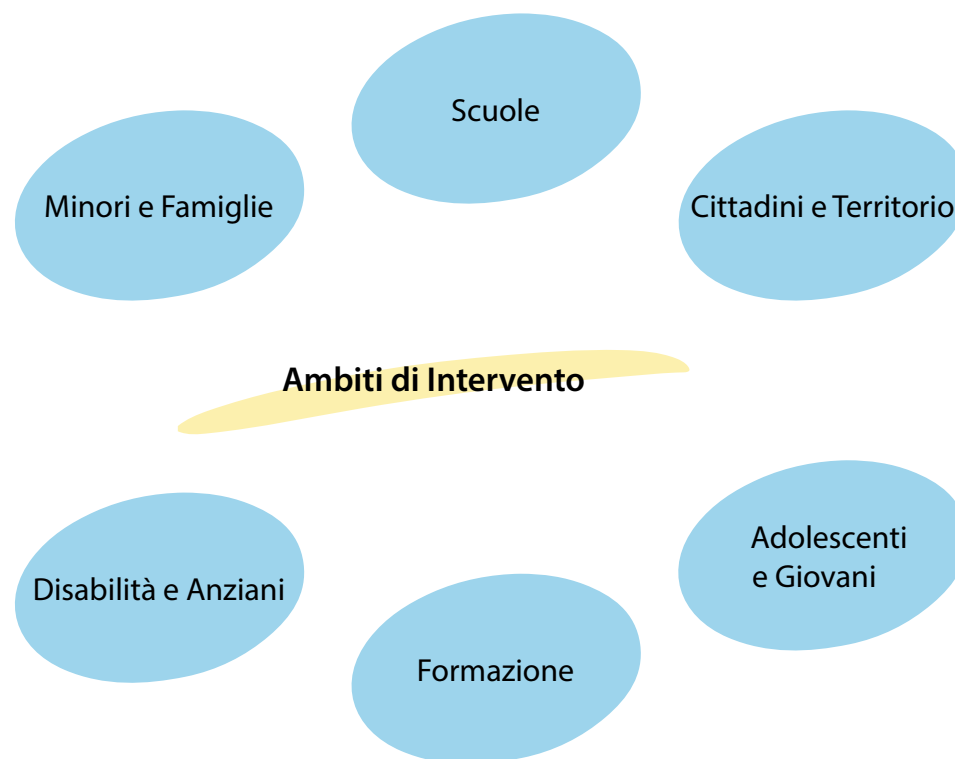 Scuole
Minori e Famiglie
Cittadini e Territorio
Ambiti di Intervento
Adolescenti
e Giovani
Disabilità e Anziani
Formazione